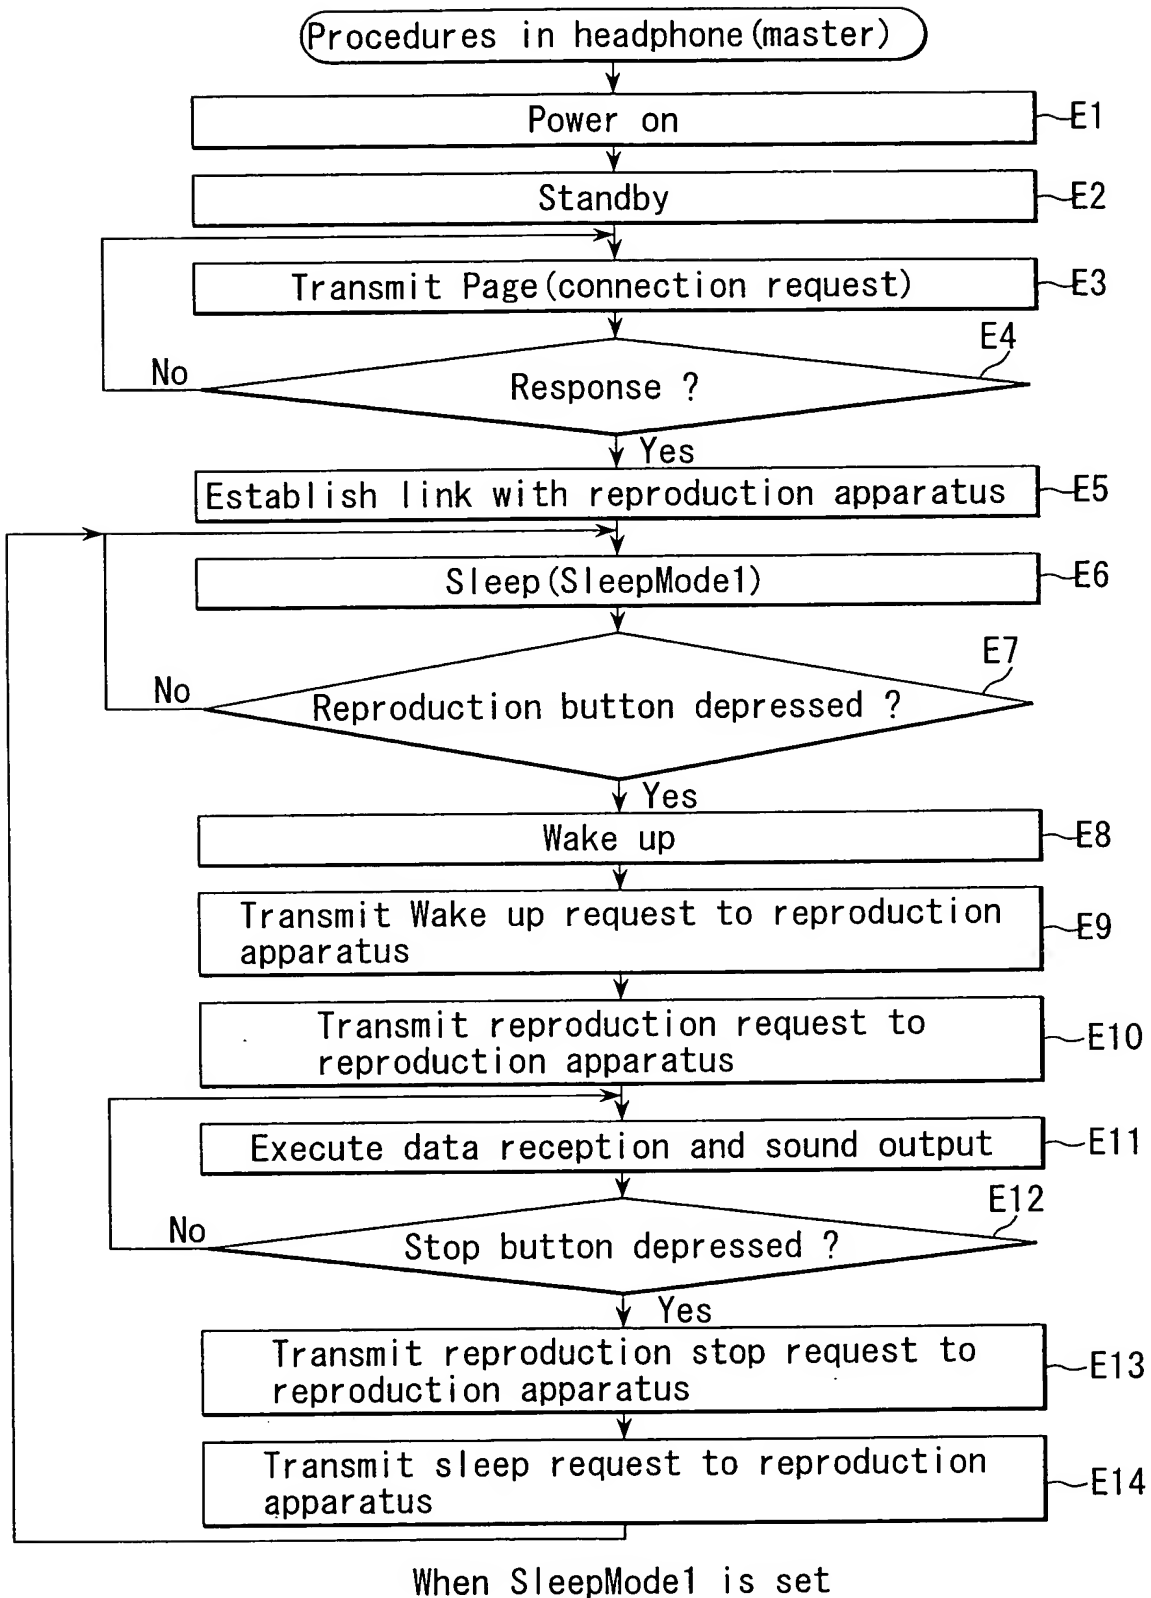 Procedures in headphone(master)
Power on
E1
Standby
E2
Transmit Page(connection request)
E3
E4
No
Response ?
Yes
Establish link with reproduction apparatus
E5
Sleep(SleepMode1)
E6
E7
No
Reproduction button depressed ?
Yes
Wake up
E8
Transmit Wake up request to reproduction
apparatus
E9
Transmit reproduction request to
reproduction apparatus
E10
Execute data reception and sound output
E11
E12
No
Stop button depressed ?
Yes
Transmit reproduction stop request to
reproduction apparatus
E13
Transmit sleep request to reproduction
apparatus
E14
When SleepMode1 is set